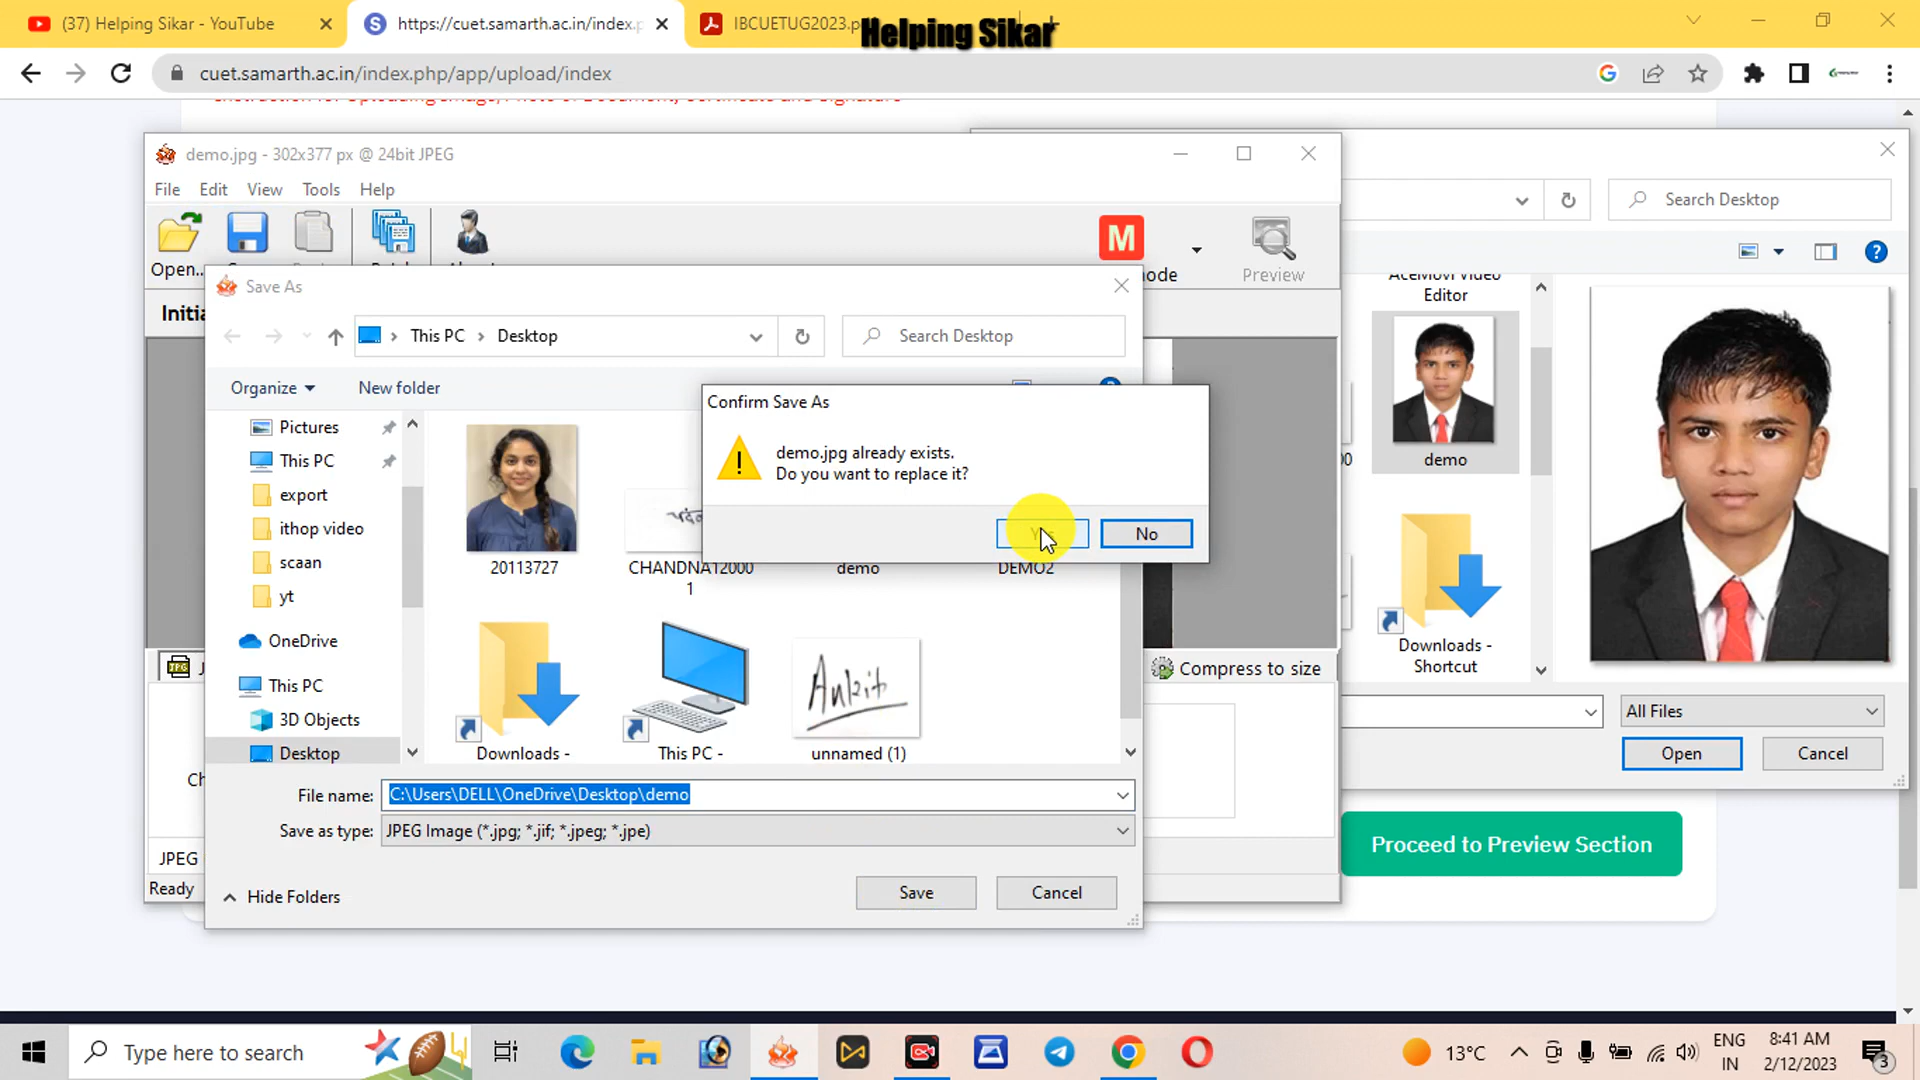 (37) Helping Sikar - YouTube
https://cuet.samarth.ac.in/index.p
IBCUETUG2023.p
Helping Sikar
cuet.samarth.ac.in/index.php/app/upload/index
demo.jpg - 302x377 px @ 24bit JPEG
File Edit View Tools Help
Search Desktop
Open...
Preview
Save As
This PC > Desktop
Search Desktop
Organize
New folder
Pictures
This PC
export
ithop video
scaan
yt
OneDrive
This PC
3D Objects
Desktop
20113727
CHANDNA12000
1
demo
DEMO2
Downloads -
This PC -
Ankit
unnamed (1)
Confirm Save As
demo.jpg already exists.
Do you want to replace it?
No
File name: C:\Users\DELL\OneDrive\Desktop\demo
Save as type: JPEG Image (*.jpg; *.jif; *.jpeg; *.jpe)
Hide Folders
Save
Cancel
JPEG
Ready
Compress to size
AceMovi Video
Editor
demo
Downloads -
Shortcut
All Files
Open
Cancel
Proceed to Preview Section
Type here to search
13°C
ENG
IN
8:41 AM
2/12/2023
3